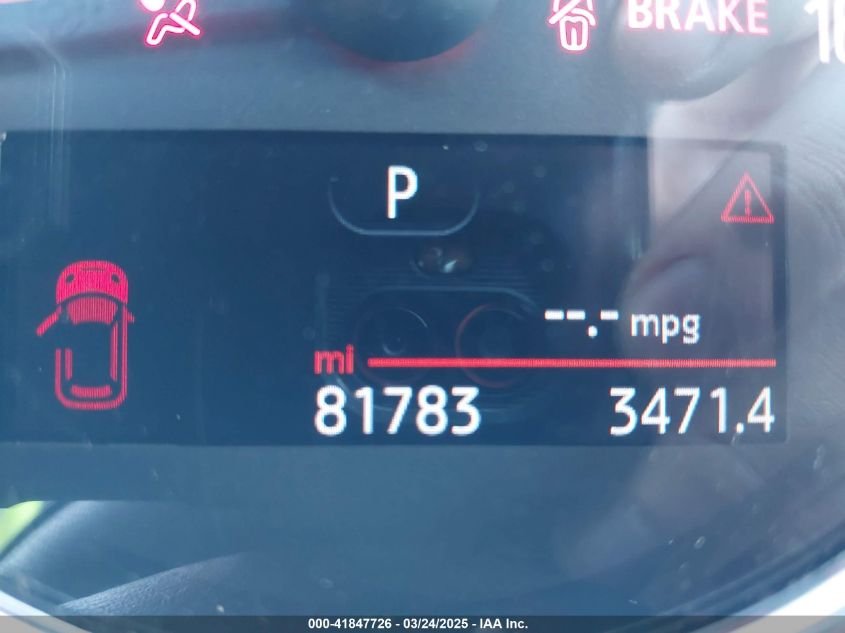 BRAKE
P
--.- mpg
mi
81783 3471.4
000-41847726 - 03/24/2025 - IAA Inc.